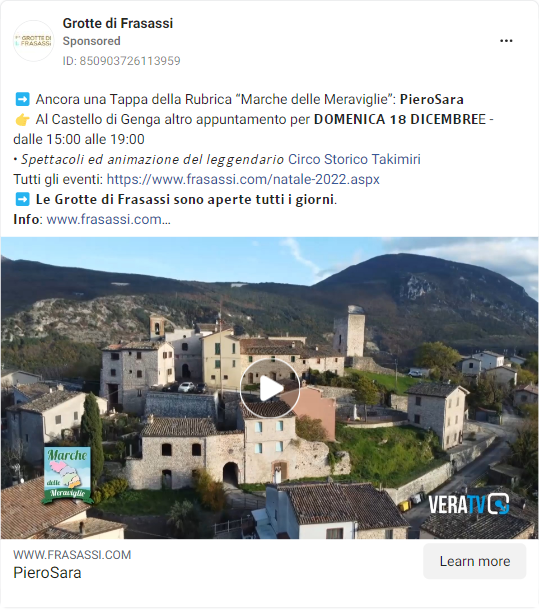 GROTTE DI
FRASASSI
Grotte di Frasassi
Sponsored
ID: 850903726113959
➡️ Ancora una Tappa della Rubrica “Marche delle Meraviglie”: PieroSara
👉 Al Castello di Genga altro appuntamento per DOMENICA 18 DICEMBREE -
dalle 15:00 alle 19:00
• Spettacoli ed animazione del leggendario Circo Storico Takimiri
Tutti gli eventi: https://www.frasassi.com/natale-2022.aspx
➡️ Le Grotte di Frasassi sono aperte tutti i giorni.
Info: www.frasassi.com...
Marche
delle
Meraviglie
VERATV
WWW.FRASASSI.COM
PieroSara
Learn more